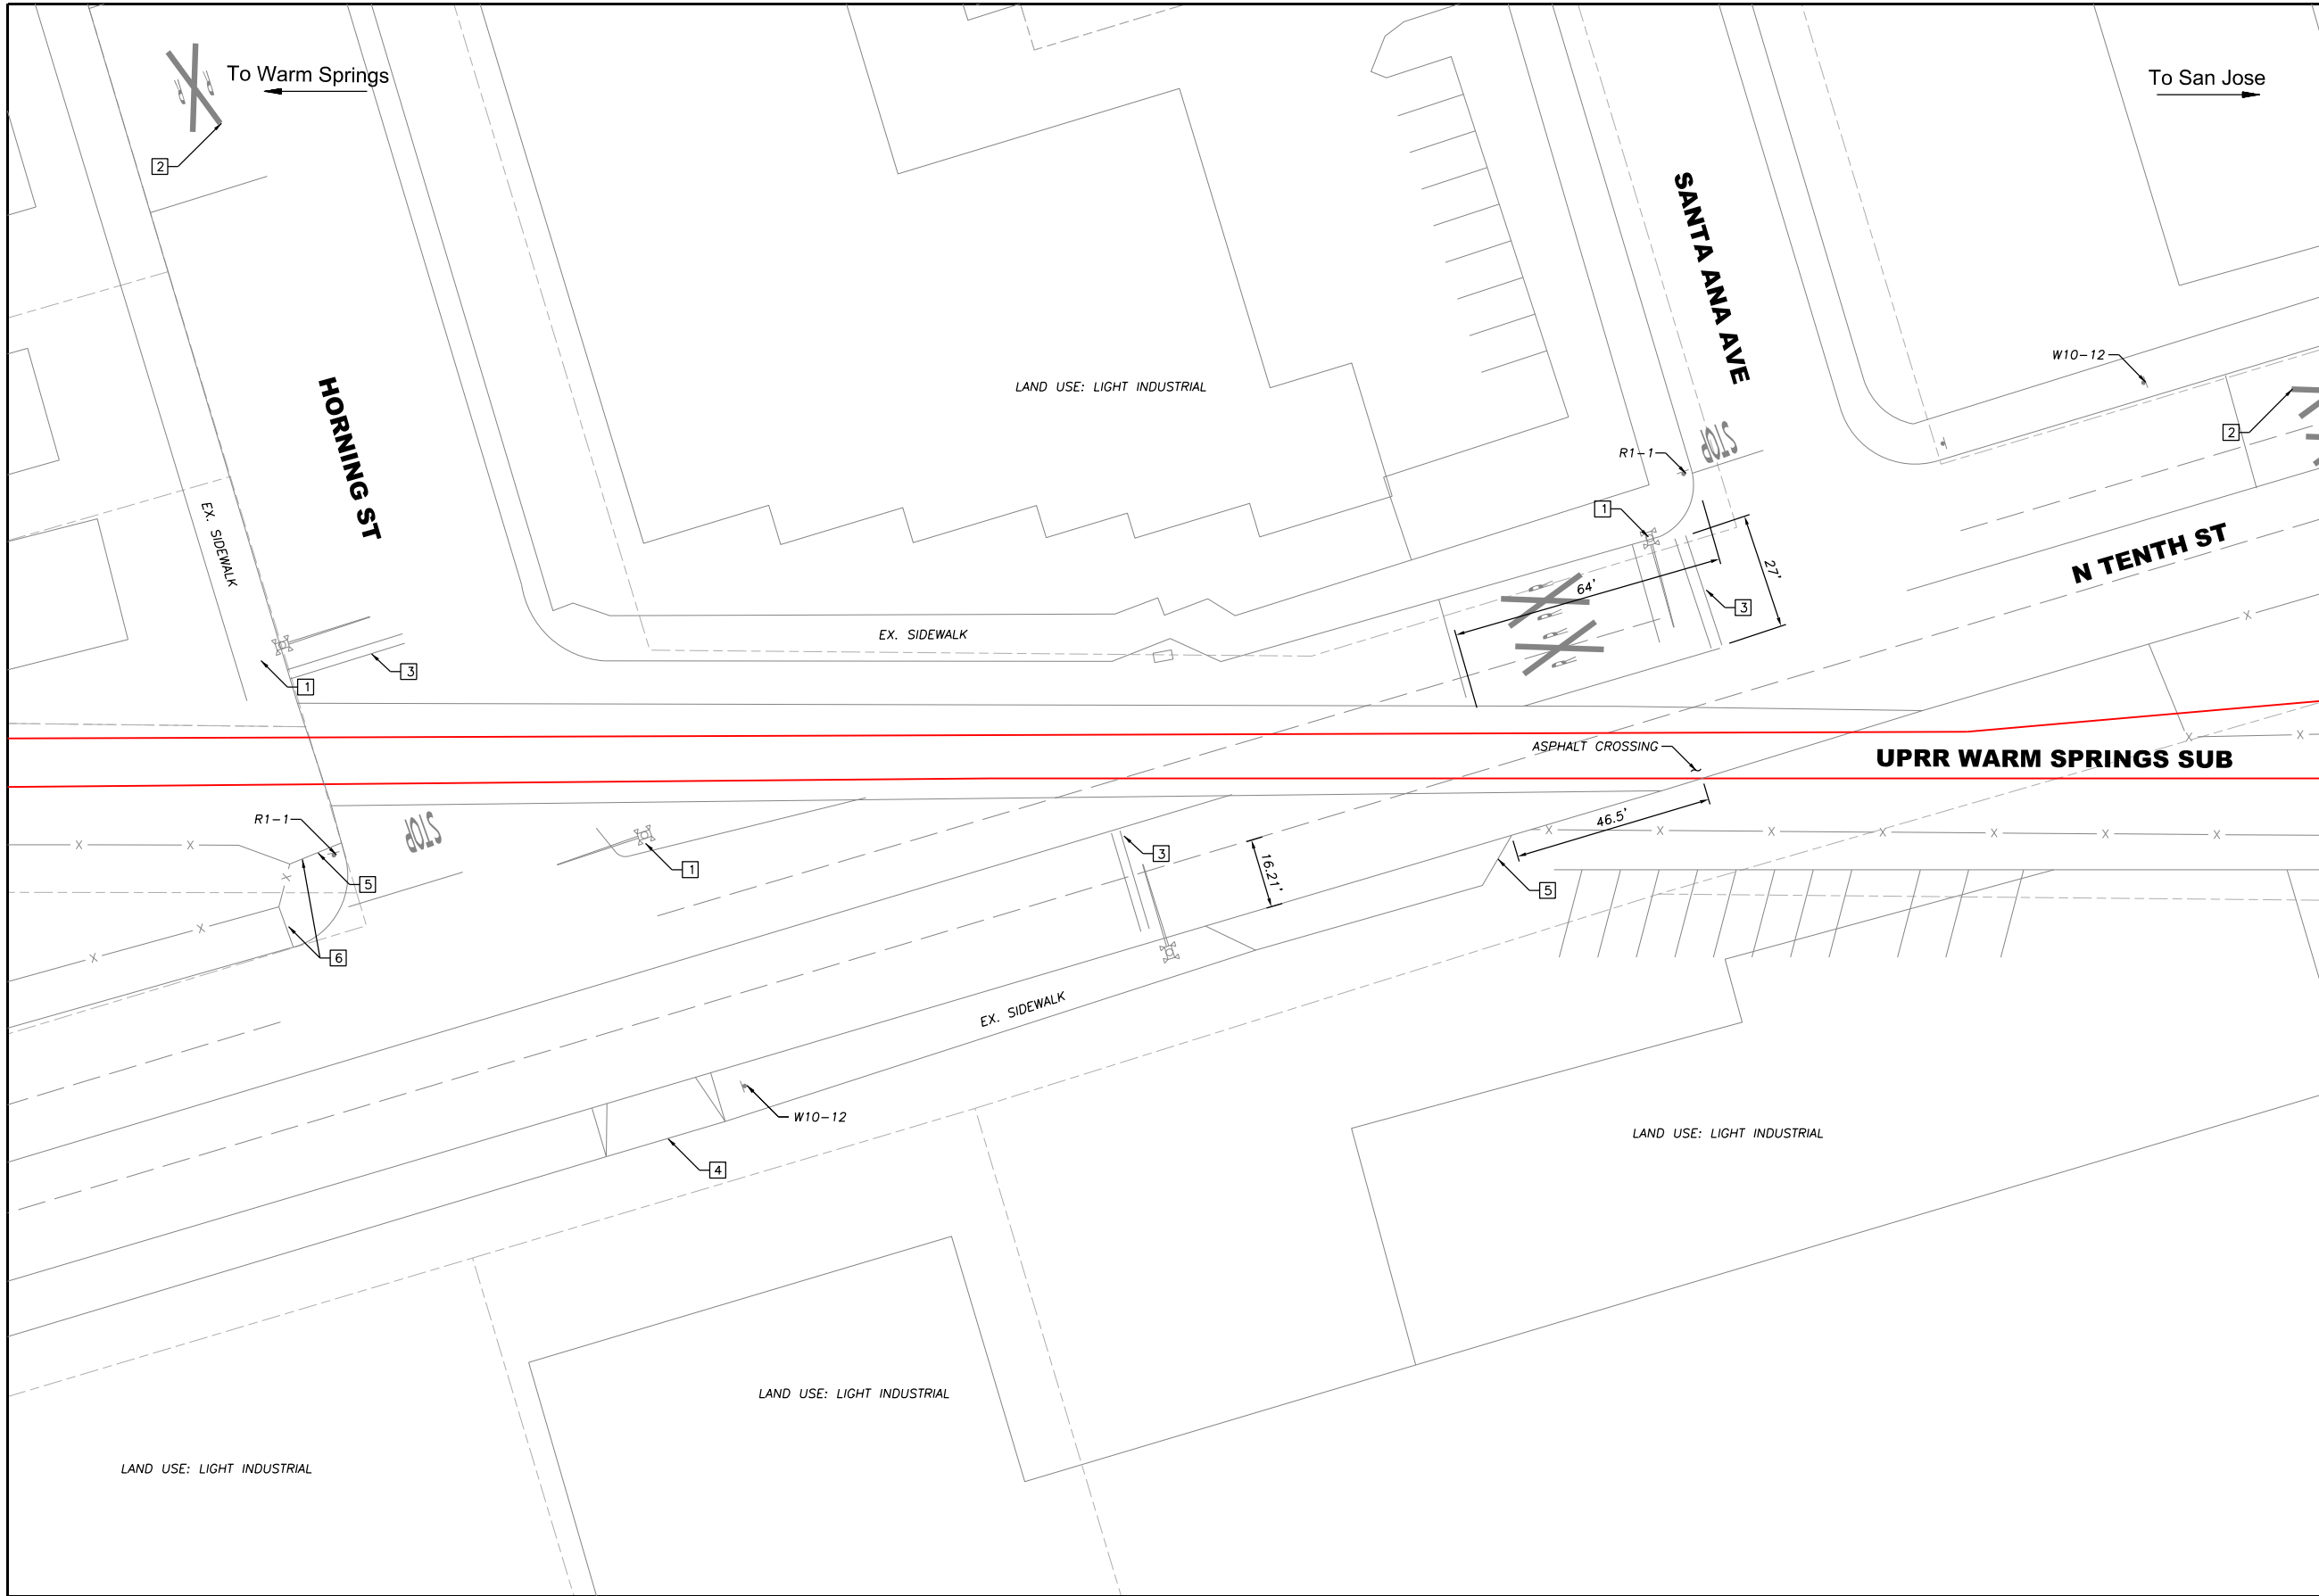 To Warm Springs
To San Jose
2
SANTA ANA AVE
W10-12
HORNING ST
LAND USE: LIGHT INDUSTRIAL
2
STOP
R1-1
1
EX. SIDEWALK
N TENTH ST
27'
64'
3
EX. SIDEWALK
3
1
ASPHALT CROSSING
UPRR WARM SPRINGS SUB
R1-1
STOP
46.5'
3
1
16.21'
5
5
6
EX. SIDEWALK
W10-12
LAND USE: LIGHT INDUSTRIAL
4
LAND USE: LIGHT INDUSTRIAL
LAND USE: LIGHT INDUSTRIAL